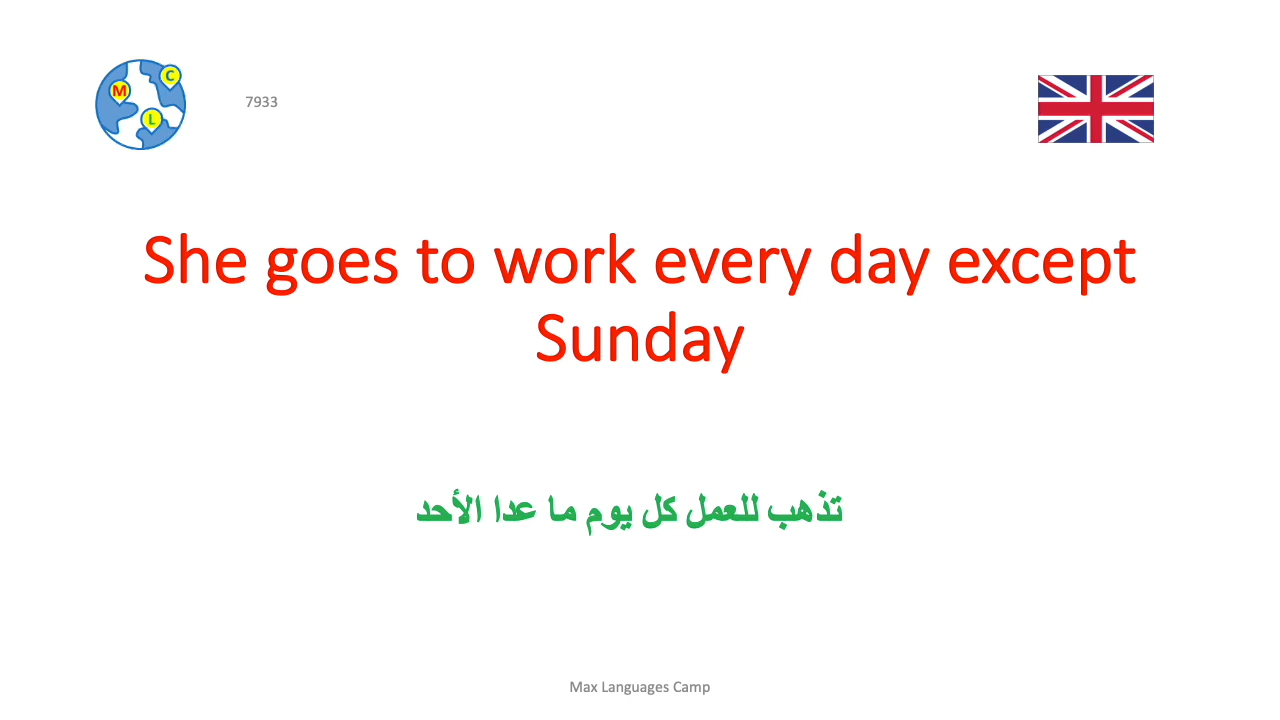 M
C
L
7933
She goes to work every day except
Sunday
تذهب للعمل كل يوم ما عدا الأحد
Max Languages Camp